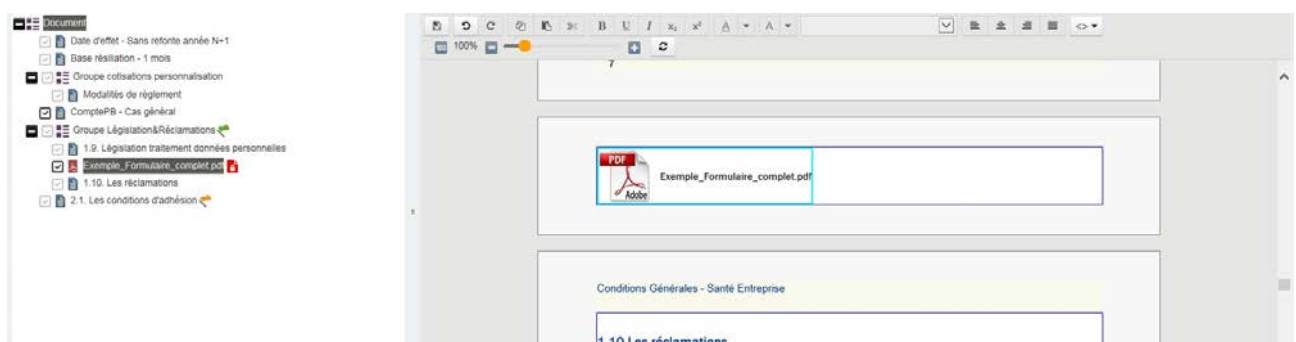 Document
Date d'effet - Sans refonte année N+1
Base résiliation - 1 mois
Groupe cotisations personnalisation
Modalités de règlement
ComptePB - Cas général
Groupe Législation&Réclamations
1.9. Législation traitement données personnelles
Exemple_Formulaire_complet.pdf
1.10. Les réclamations
2.1. Les conditions d'adhésion
B U I x₂ x² A A
100%
7
PDF
Adobe
Exemple_Formulaire_complet.pdf
Conditions Générales - Santé Entreprise
1.10 Les réclamations